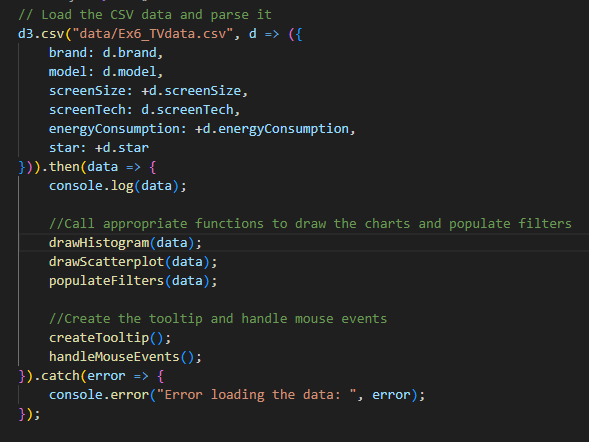 // Load the CSV data and parse it
d3.csv("data/Ex6_TVdata.csv", d => ({
    brand: d.brand,
    model: d.model,
    screenSize: +d.screenSize,
    screenTech: d.screenTech,
    energyConsumption: +d.energyConsumption,
    star: +d.star
})).then(data => {
    console.log(data);

    //Call appropriate functions to draw the charts and populate filters
    drawHistogram(data);
    drawScatterplot(data);
    populateFilters(data);

    //Create the tooltip and handle mouse events
    createTooltip();
    handleMouseEvents();
}).catch(error => {
    console.error("Error loading the data: ", error);
});